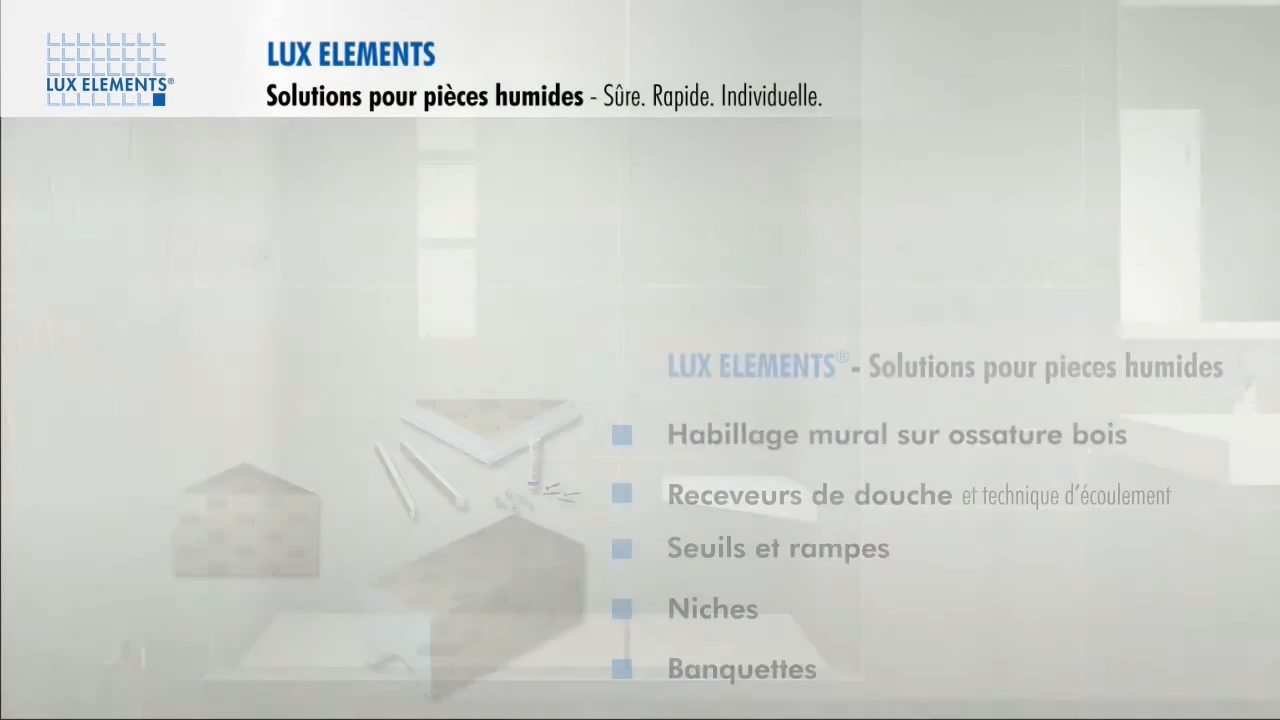 LUX ELEMENTS®
LUX ELEMENTS
Solutions pour pièces humides - Sûre. Rapide. Individuelle.
LUX ELEMENTS® - Solutions pour pieces humides
Habillage mural sur ossature bois
Receveurs de douche et technique d'écoulement
Seuils et rampes
Niches
Banquettes